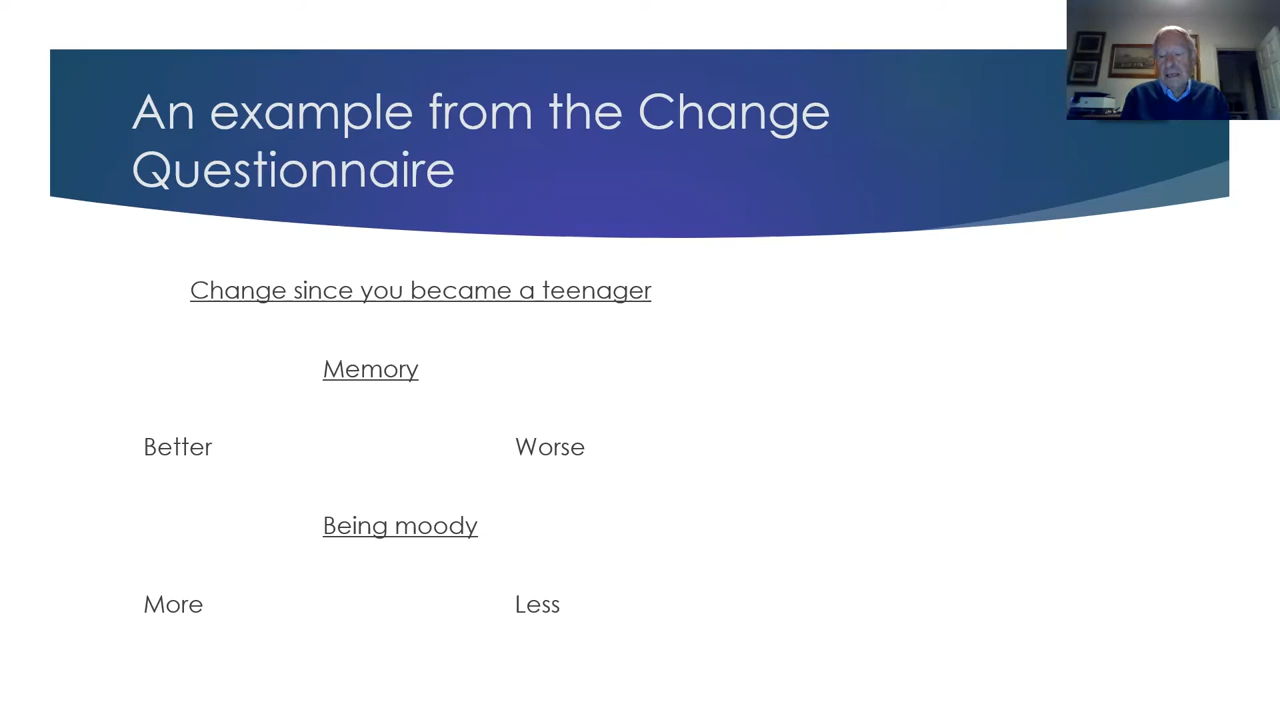 An example from the Change
Questionnaire
Change since you became a teenager
Memory
Better Worse
Being moody
More Less